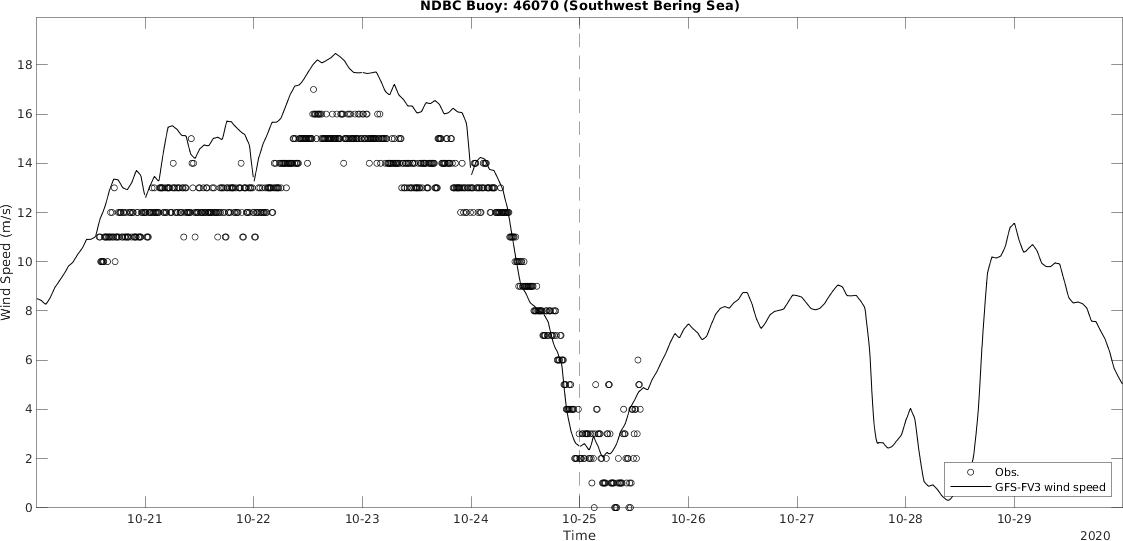 NDBC Buoy: 46070 (Southwest Bering Sea)
Wind Speed (m/s)
18
16
14
12
10
8
6
4
2
0
Obs.
GFS-FV3 wind speed
10-21 10-22 10-23 10-24 10-25 10-26 10-27 10-28 10-29
Time
2020